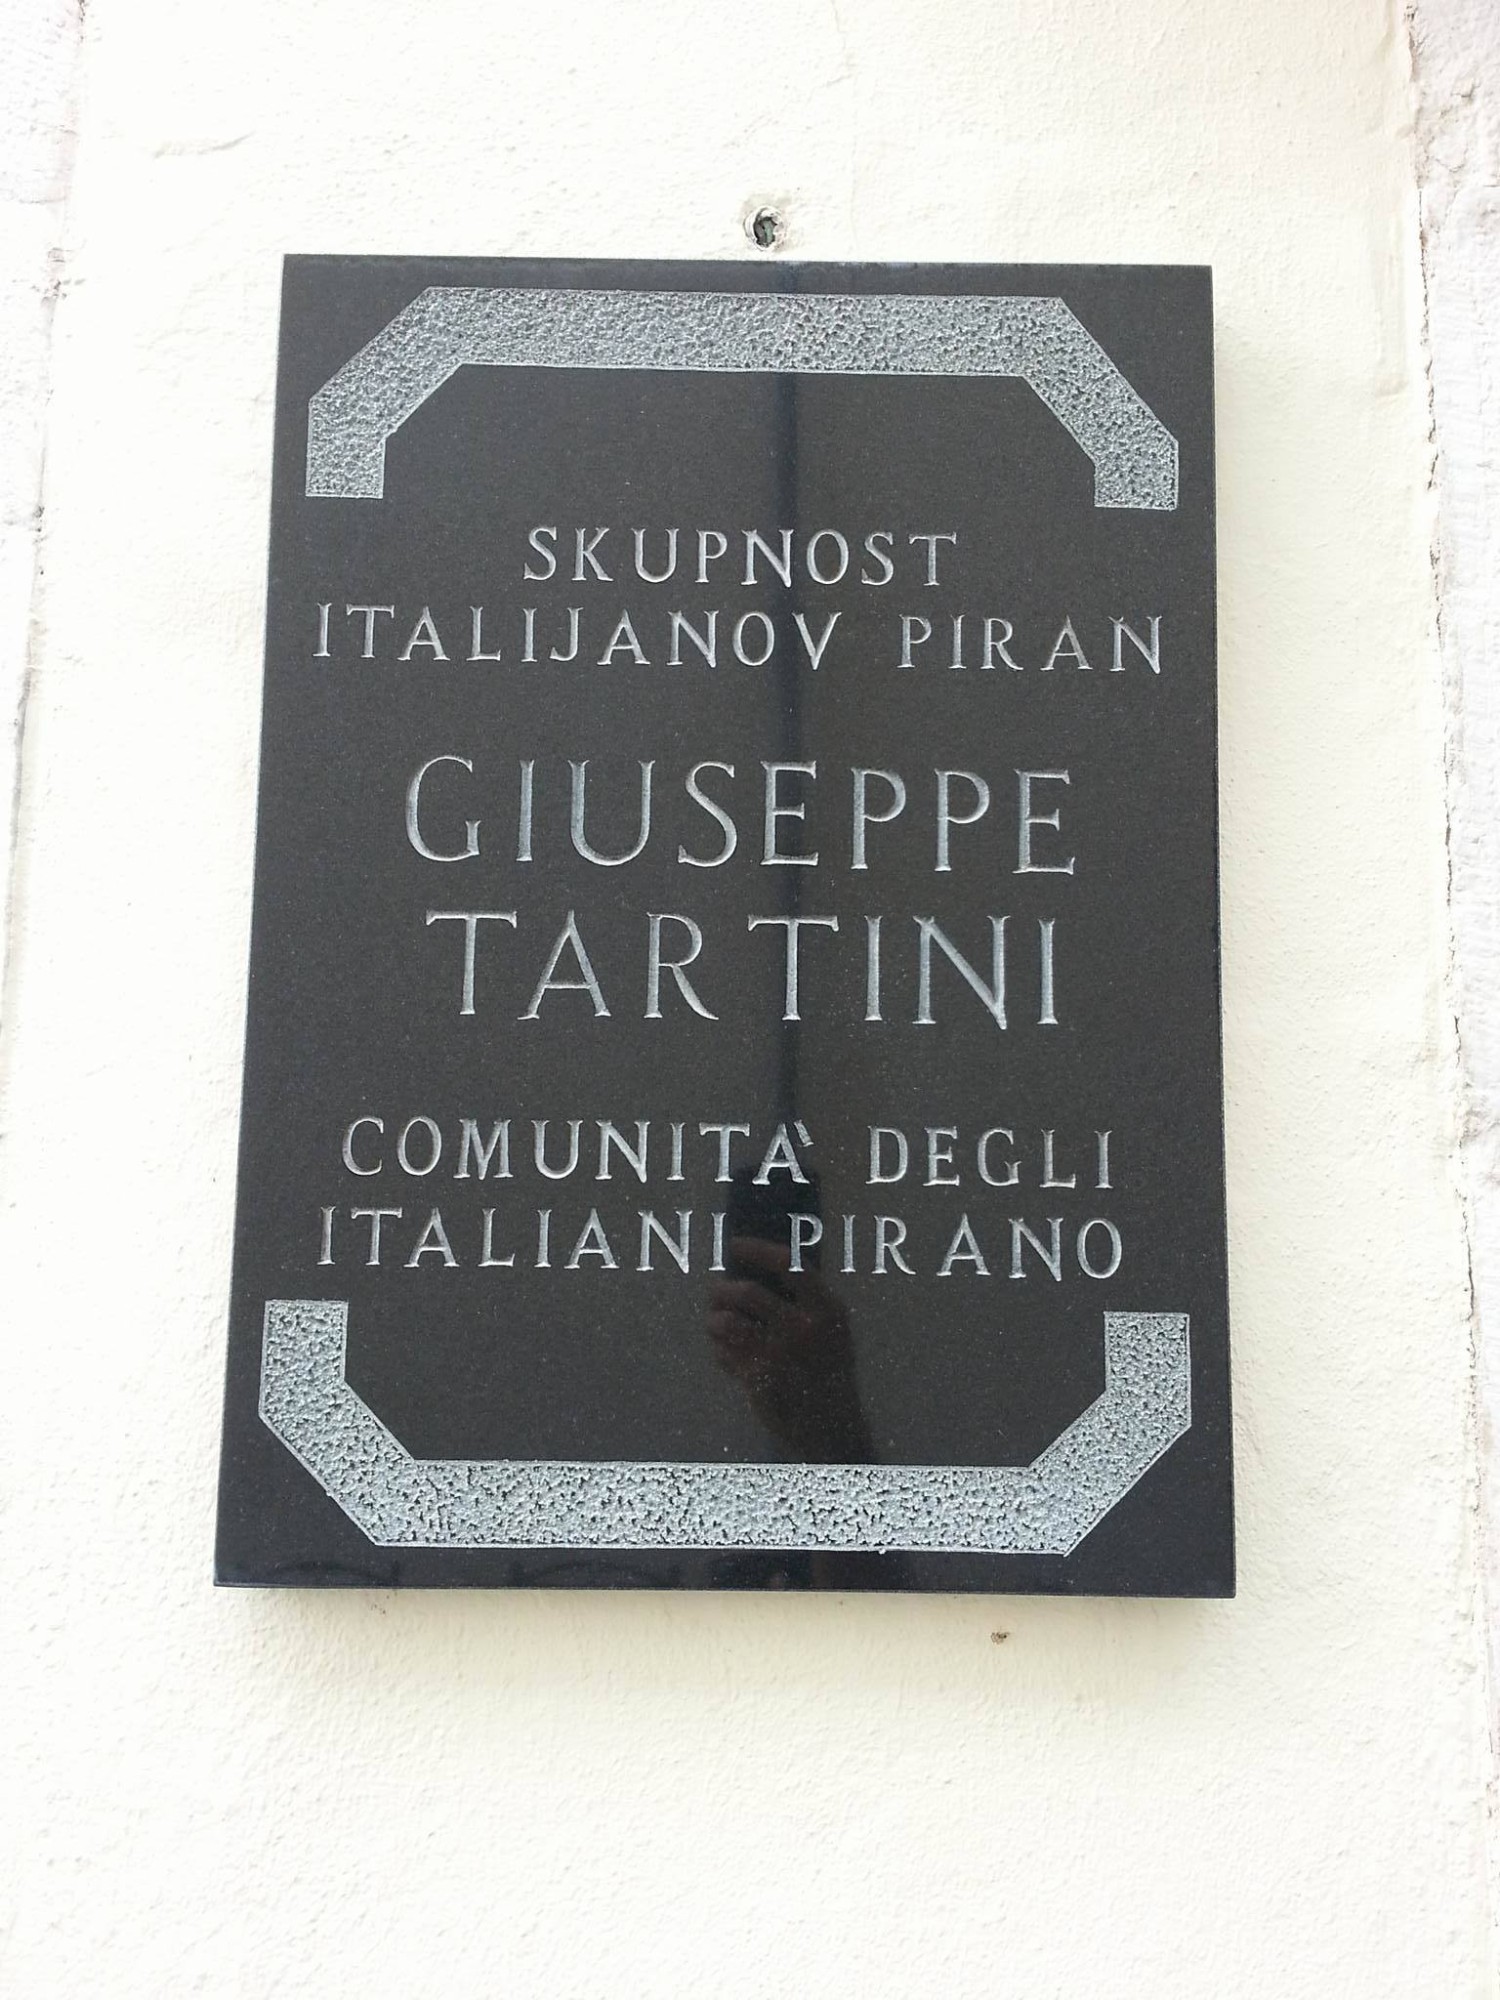 SKUPNOST
ITALIJANOV PIRAN
GIUSEPPE
TARTINI
COMUNITÀ DEGLI
ITALIANI PIRANO